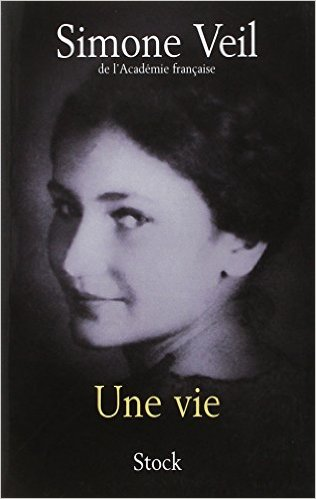 Simone Veil
de l'Académie française
Une vie
Stock